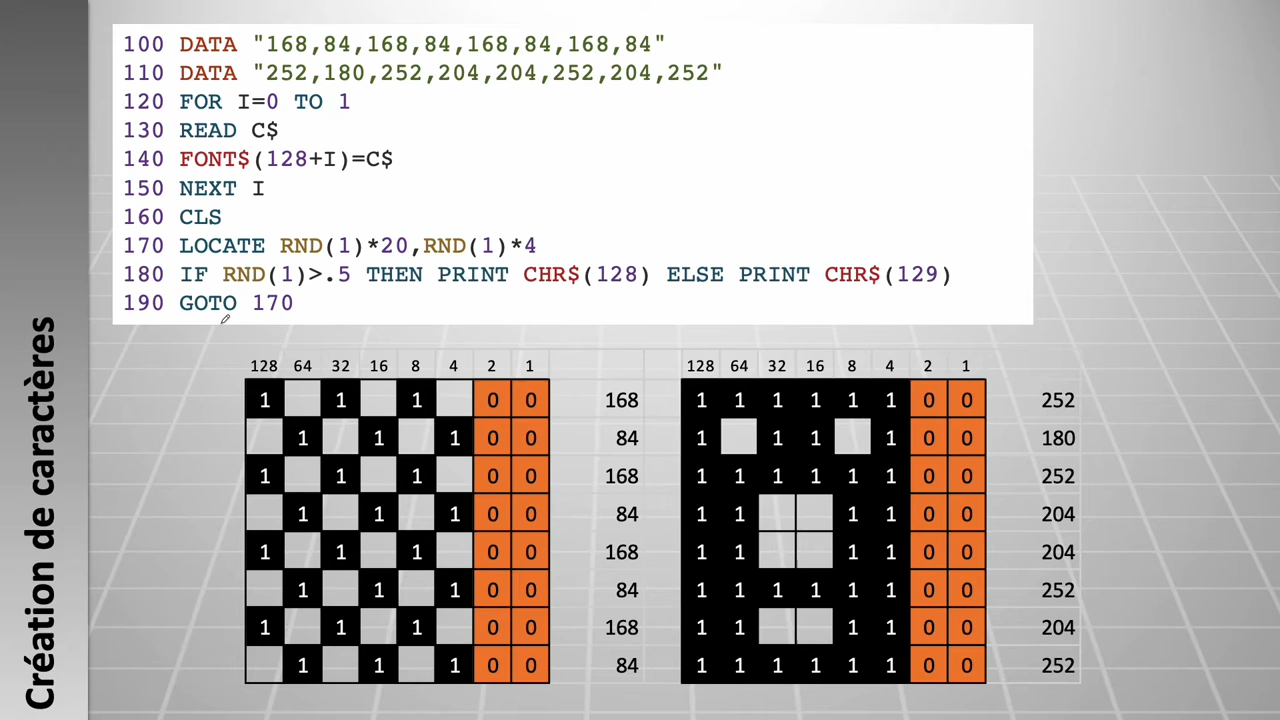 Création de caractères
100 DATA "168,84,168,84,168,84,168,84"
110 DATA "252,180,252,204,204,252,204,252"
120 FOR I=0 TO 1
130 READ C$
140 FONT$(128+I)=C$
150 NEXT I
160 CLS
170 LOCATE RND(1)*20,RND(1)*4
180 IF RND(1)>.5 THEN PRINT CHR$(128) ELSE PRINT CHR$(129)
190 GOTO 170
128 64 32 16 8 4 2 1
1 1 1 0 0 168
1 1 1 0 0 84
1 1 1 0 0 168
1 1 1 0 0 84
1 1 1 0 0 168
1 1 1 0 0 84
1 1 1 0 0 168
1 1 1 0 0 84
128 64 32 16 8 4 2 1
1 1 1 1 1 1 0 0 252
1 1 1 1 0 0 180
1 1 1 1 1 1 0 0 252
1 1 1 1 0 0 204
1 1 1 1 0 0 204
1 1 1 1 1 1 0 0 252
1 1 1 1 0 0 204
1 1 1 1 1 1 0 0 252